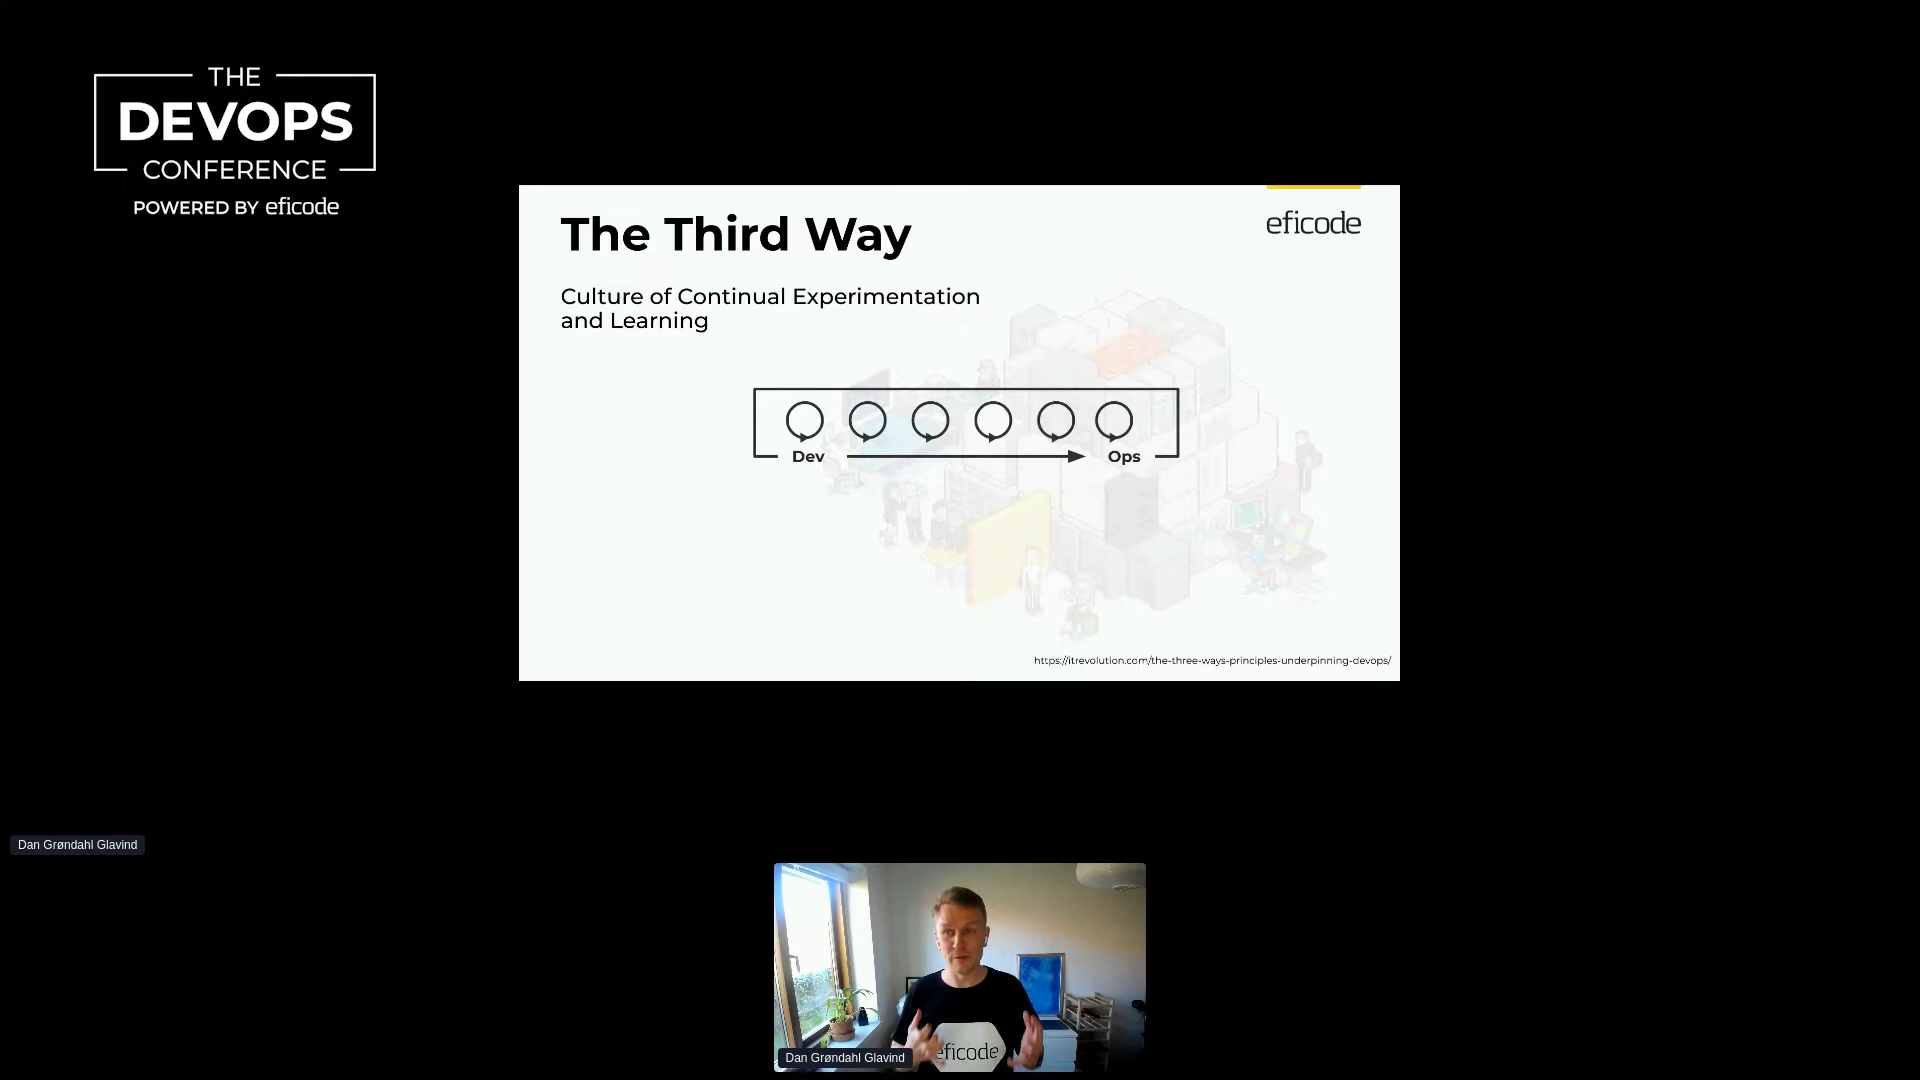 THE
DEVOPS
CONFERENCE
POWERED BY eficode
The Third Way
eficode
Culture of Continual Experimentation
and Learning
Dev
Ops
https://itrevolution.com/the-three-ways-principles-underpinning-devops/
Dan Grøndahl Glavind
eficode
Dan Grøndahl Glavind